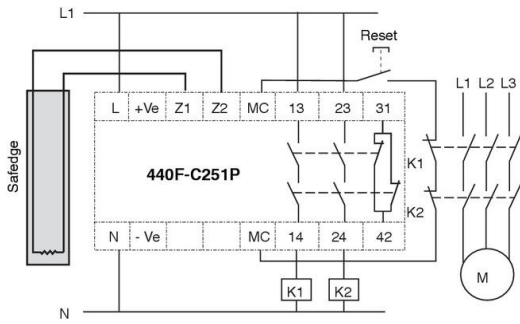 L1
Reset
L1 L2 L3
L +Ve Z1 Z2 MC 13 23 31
Safedge
440F-C251P
K1
K2
N - Ve MC 14 24 42
K1 K2
M
N